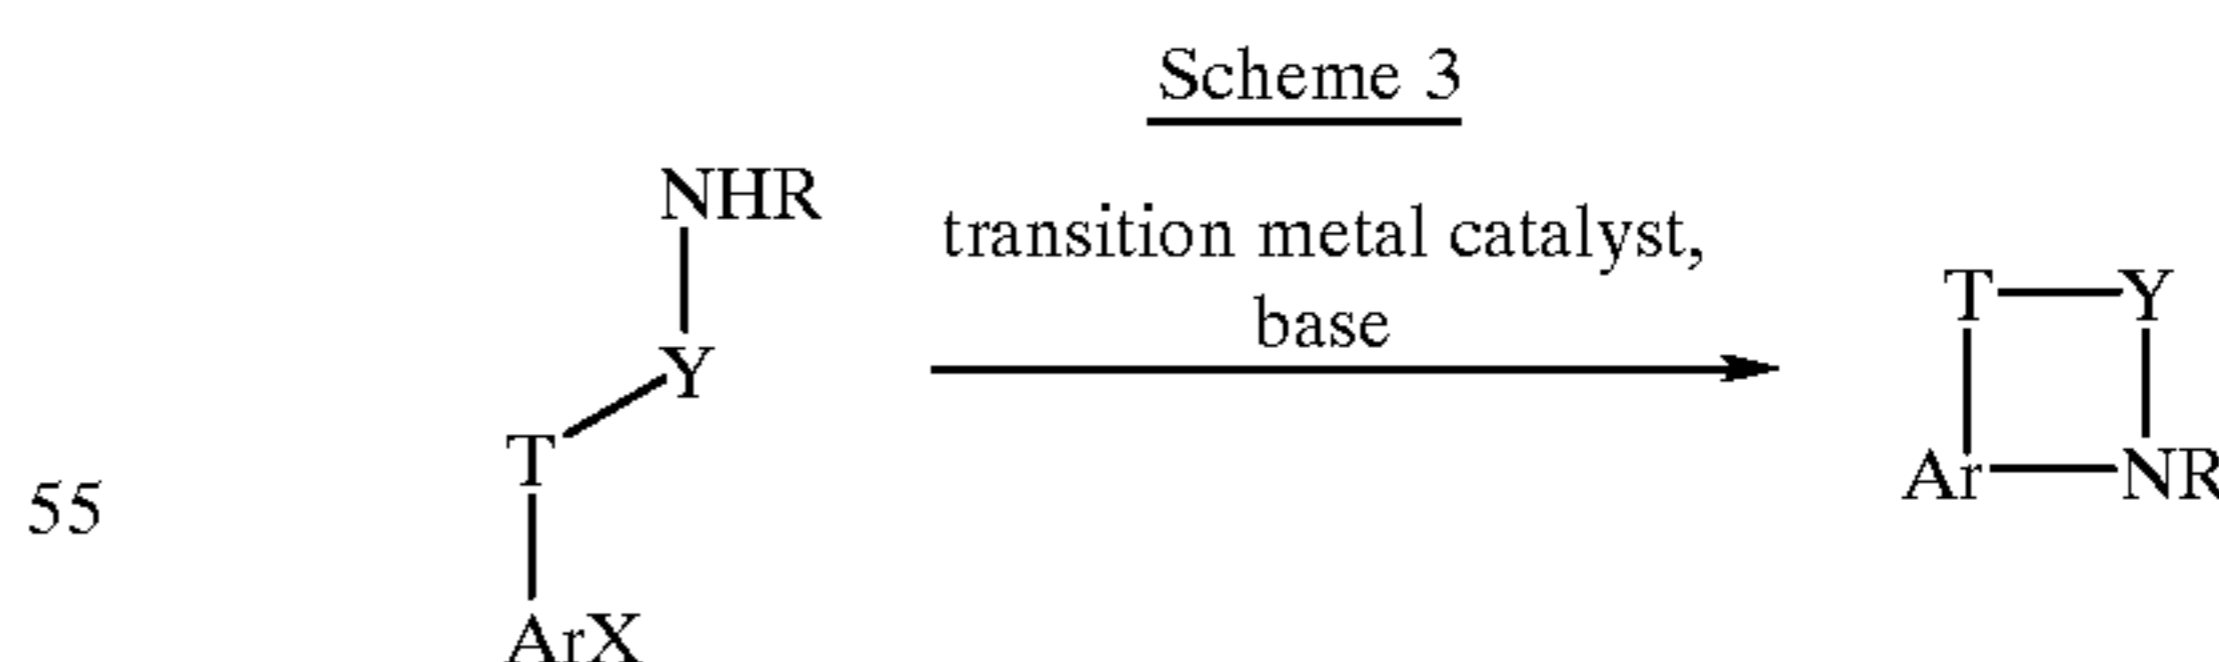 Scheme 3
NHR
transition metal catalyst,
base
Y
T
ArX
T Y
Ar NR
55